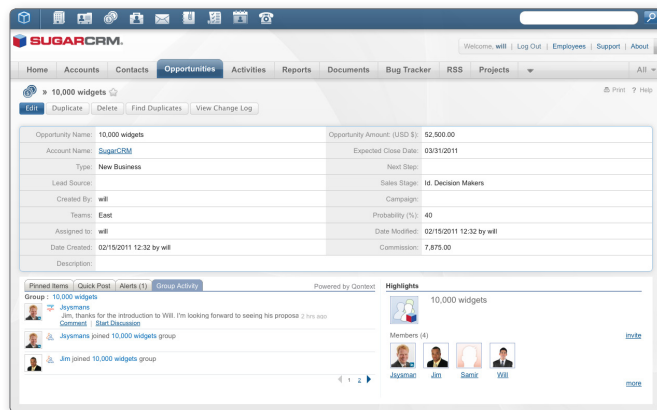 SUGARCRM.
Welcome, will | Log Out | Employees | Support | About
Home Accounts Contacts Opportunities Activities Reports Documents Bug Tracker RSS Projects All
» 10,000 widgets Print ? Help
Edit Duplicate Delete Find Duplicates View Change Log
Opportunity Name: 10,000 widgets Opportunity Amount: (USD $): 52,500.00
Account Name: SugarCRM Expected Close Date: 03/31/2011
Type: New Business Next Step:
Lead Source: Sales Stage: Id. Decision Makers
Created By: will Campaign:
Teams: East Probability (%): 40
Assigned to: will Date Modified: 02/15/2011 12:32 by will
Date Created: 02/15/2011 12:32 by will Commission: 7,875.00
Description:
Pinned Items Quick Post Alerts (1) Group Activity Powered by Qontext Highlights
Group : 10,000 widgets
Jsysmans
Jim, thanks for the introduction to Will. I'm looking forward to seeing his propose 2 hrs ago
Comment | Start Discussion
Jsysmans joined 10,000 widgets group
Jim joined 10,000 widgets group
1 2
10,000 widgets
Members (4) invite
Jsysman Jim Samir Will
more